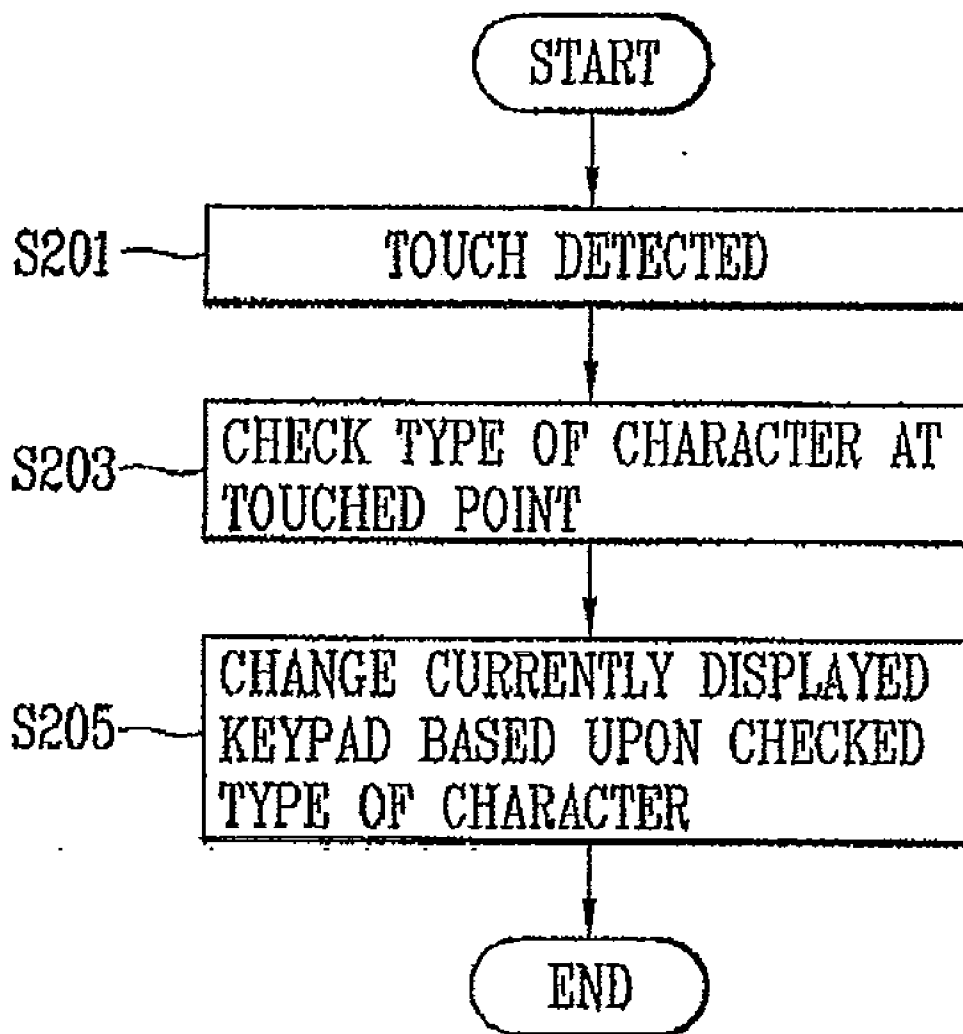 START
S201
TOUCH DETECTED
S203
CHECK TYPE OF CHARACTER AT
TOUCHED POINT
S205
CHANGE CURRENTLY DISPLAYED
KEYPAD BASED UPON CHECKED
TYPE OF CHARACTER
END